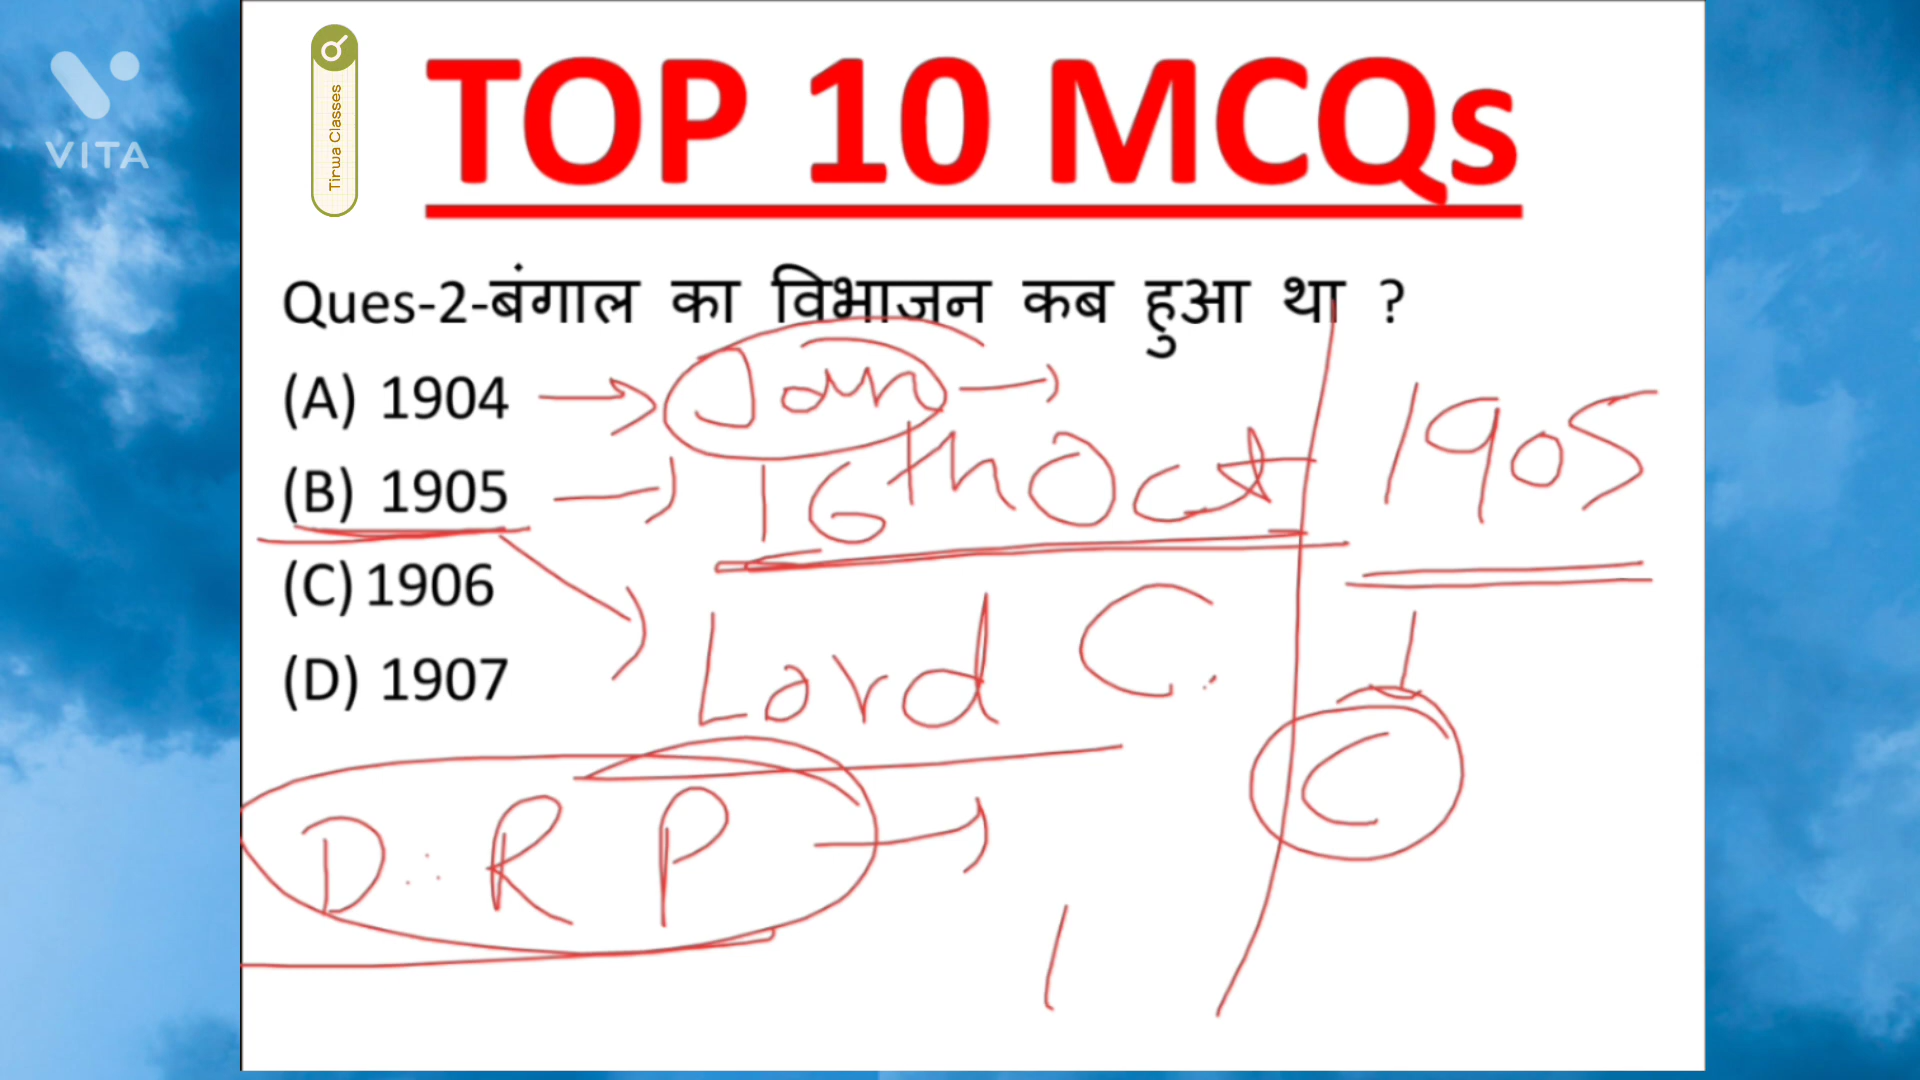 VITA
Tirwa Classes
TOP 10 MCQs
Ques-2-बंगाल का विभाजन कब हुआ था ?
(A) 1904 Jan
(B) 1905 16th Oct 1905
(C) 1906
(D) 1907 Lord C.
C
D. R P